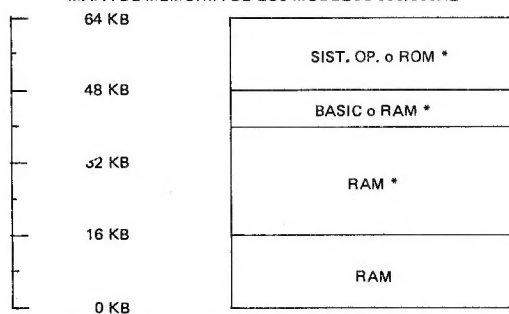 64 KB
SIST. OP. o ROM *
48 KB
BASIC o RAM *
32 KB
RAM *
16 KB
RAM
0 KB